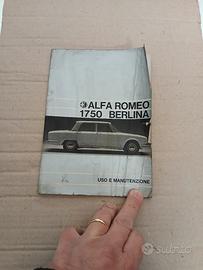 ALFA ROMEO
1750 BERLINA
USO E MANUTENZIONE
subito